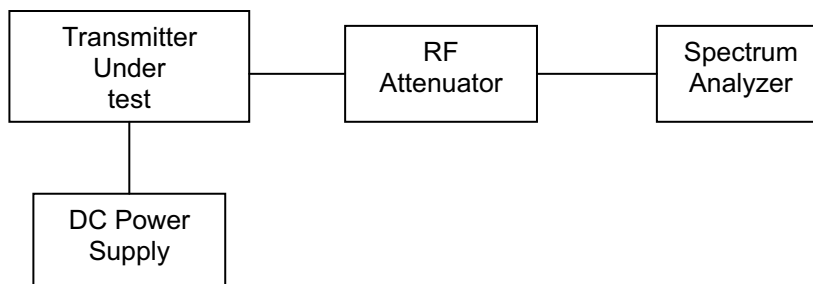 Transmitter
Under
test
RF
Attenuator
Spectrum
Analyzer
DC Power
Supply